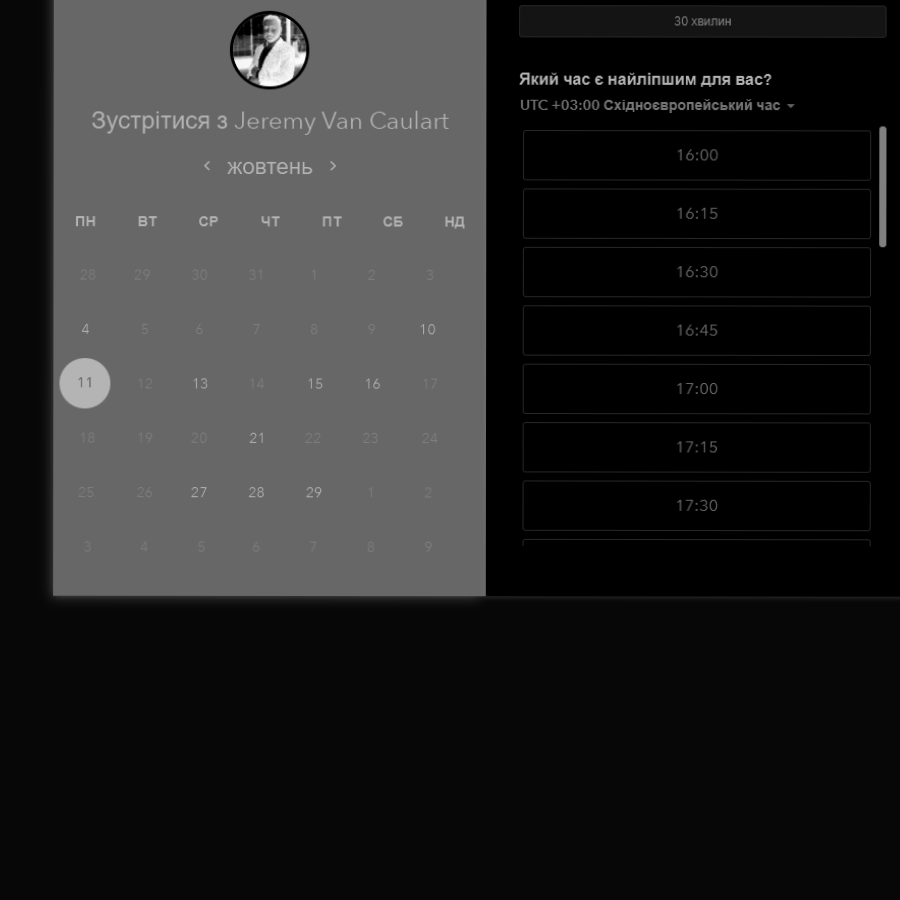 Зустрітися з Jeremy Van Caulart
жовтень
ПН ВТ СР ЧТ ПТ СБ НД
28 29 30 31 1 2 3
4 5 6 7 8 9 10
11 12 13 14 15 16 17
18 19 20 21 22 23 24
25 26 27 28 29 1 2
3 4 5 6 7 8 9
30 хвилин
Який час є найліпшим для вас?
UTC +03:00 Східноєвропейський час
16:00
16:15
16:30
16:45
17:00
17:15
17:30